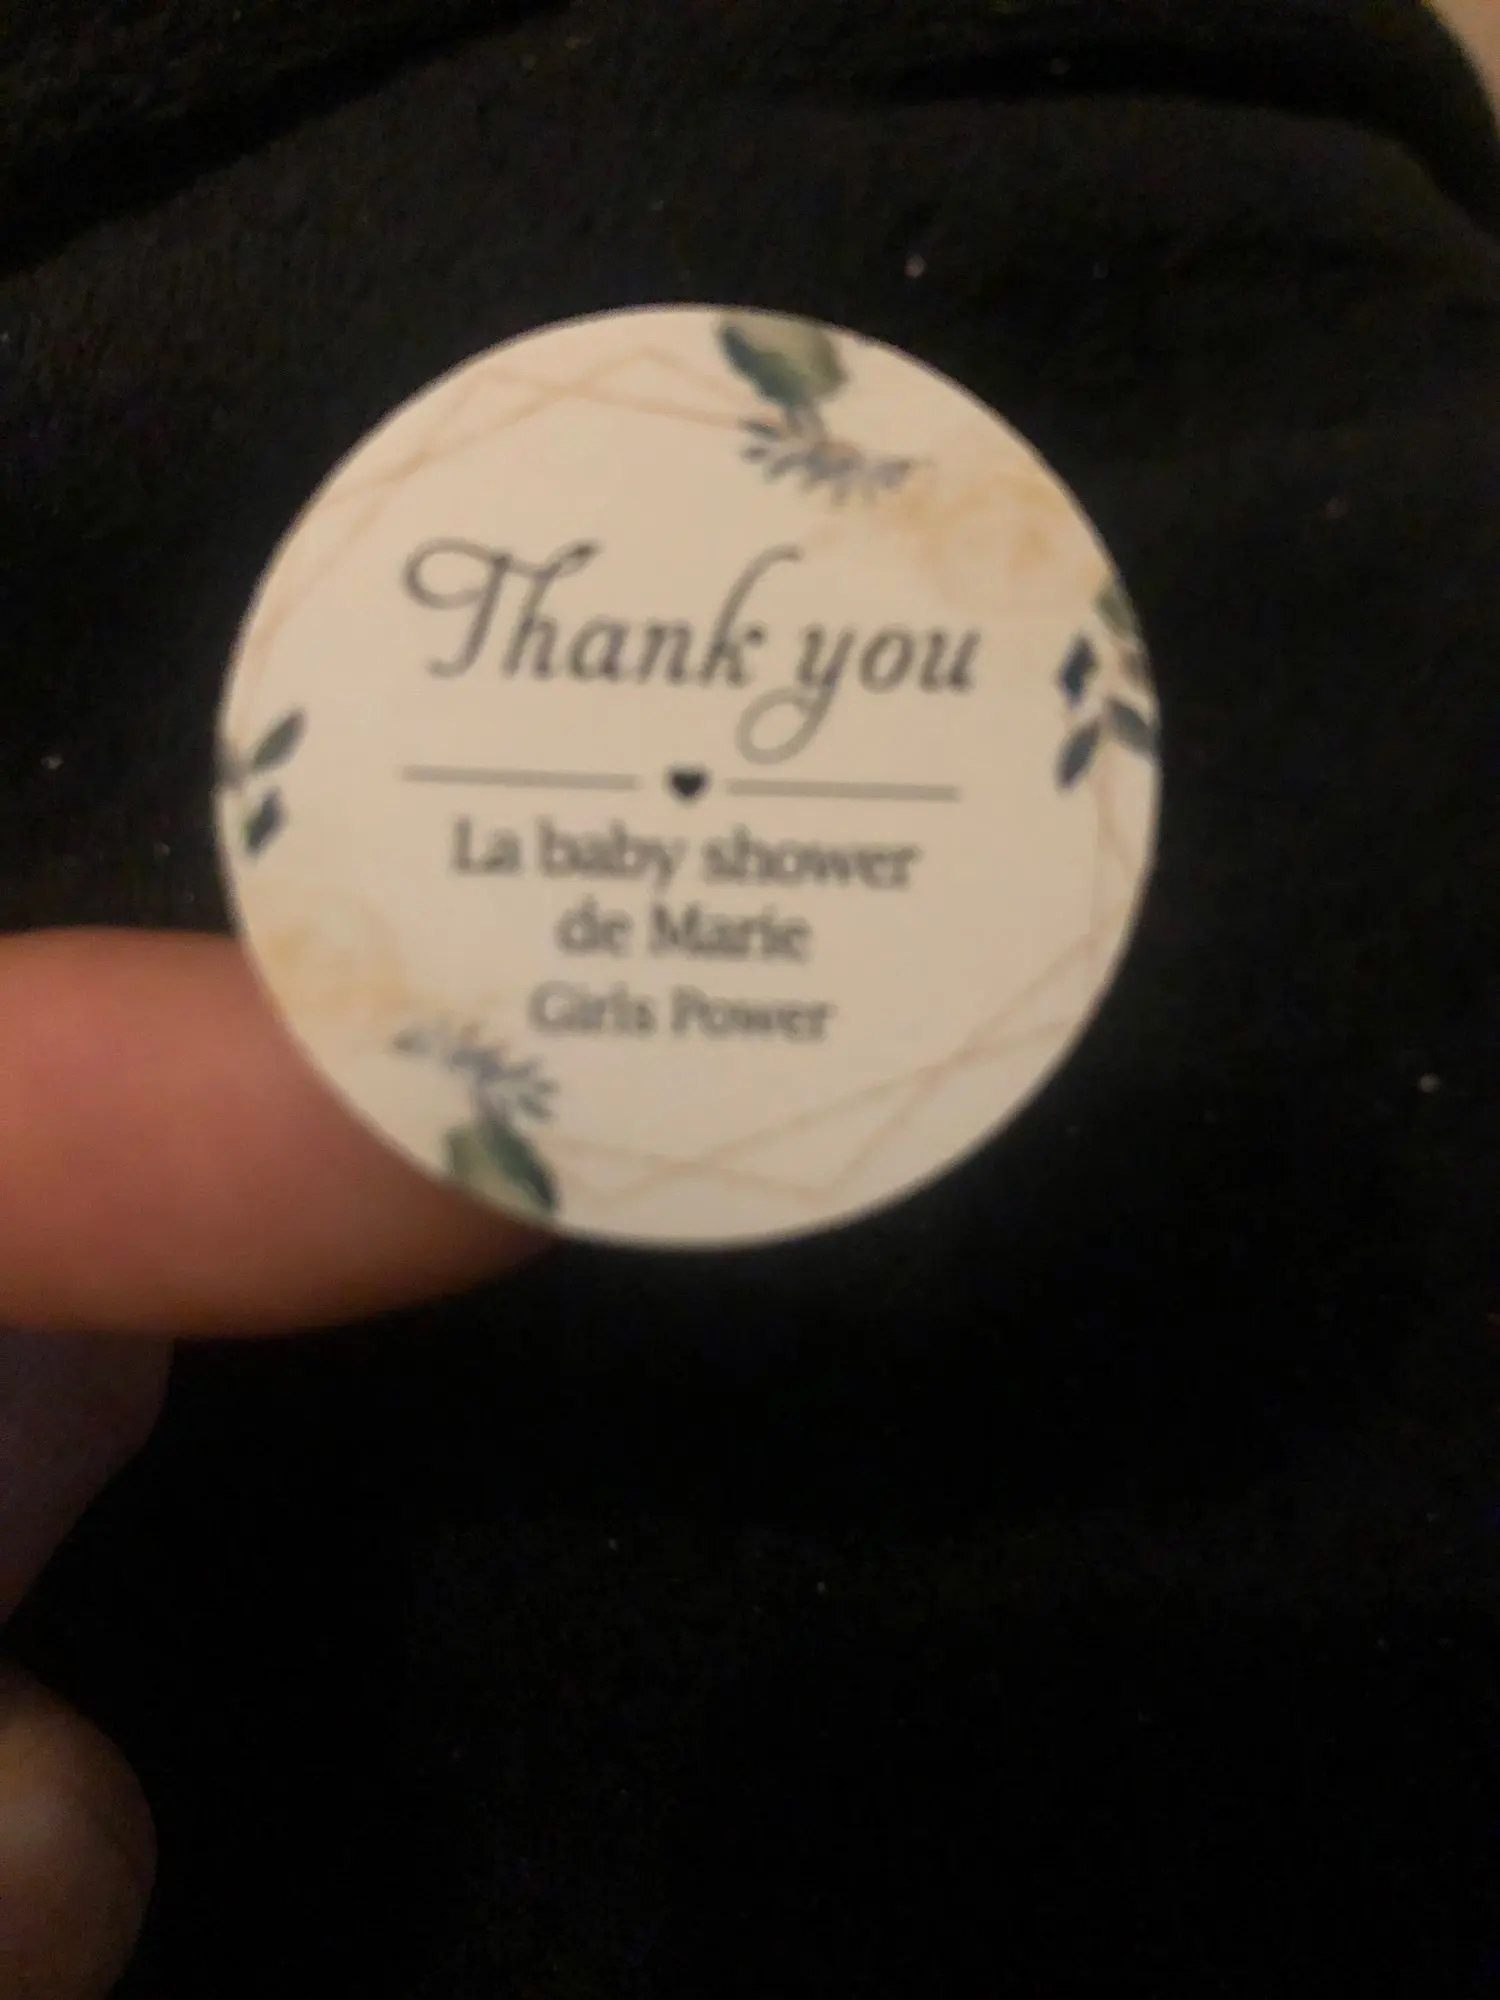 Thank you
La baby shower
de Marie
Girls Power